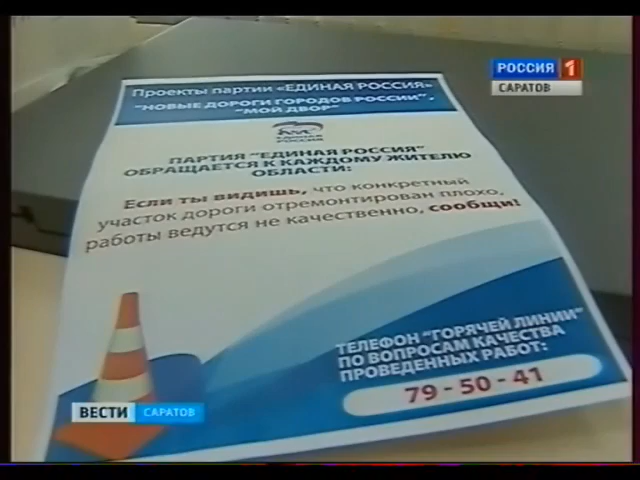 Проекты партии «ЕДИНАЯ РОССИЯ»
"НОВЫЕ ДОРОГИ ГОРОДОВ РОССИИ",
"МОЙ ДВОР"
РОССИЯ 1
САРАТОВ
ЕДИНАЯ
РОССИЯ
ПАРТИЯ "ЕДИНАЯ РОССИЯ"
ОБРАЩАЕТСЯ К КАЖДОМУ ЖИТЕЛЮ
ОБЛАСТИ:
Если ты видишь, что конкретный
участок дороги отремонтирован плохо,
работы ведутся не качественно, сообщи!
ТЕЛЕФОН "ГОРЯЧЕЙ ЛИНИИ"
ПО ВОПРОСАМ КАЧЕСТВА
ПРОВЕДЕННЫХ РАБОТ:
79 - 50 - 41
ВЕСТИ САРАТОВ